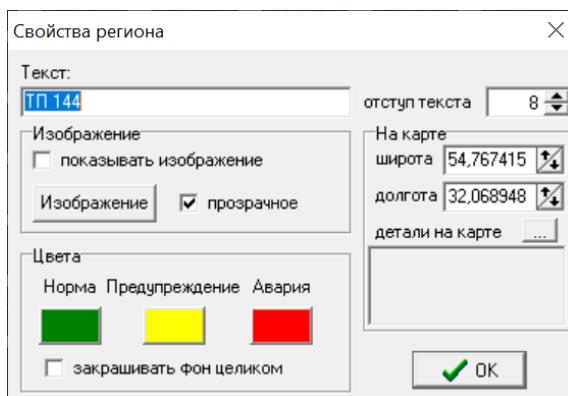 Свойства региона
Текст:
ТП 144
отступ текста 8
Изображение
показывать изображение
Изображение
прозрачное
На карте
широта 54,767415
долгота 32,068948
детали на карте ...
Цвета
Норма Предупреждение Авария
закрашивать фон целиком
OK